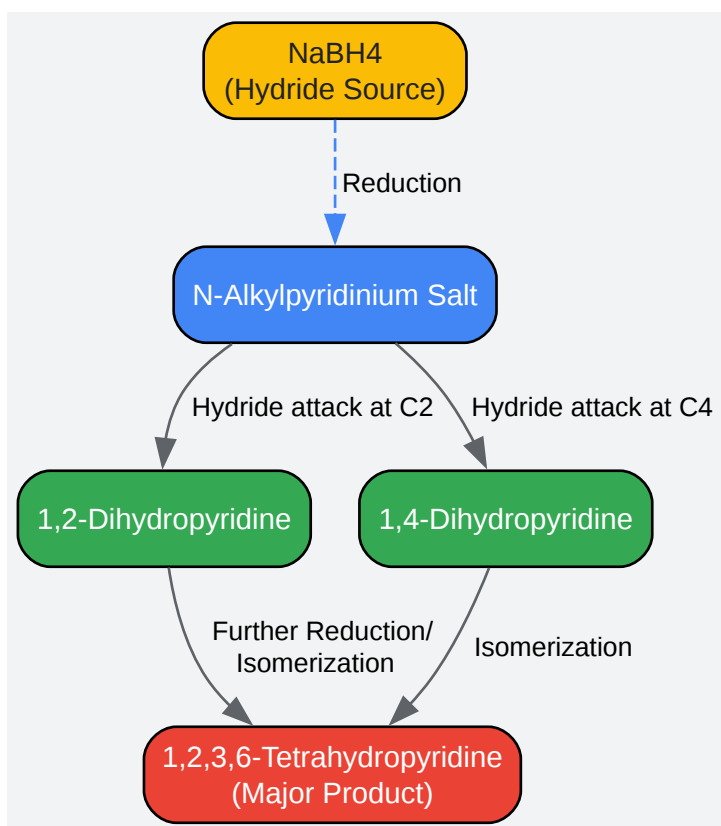 NaBH4
(Hydride Source)
Reduction
N-Alkylpyridinium Salt
Hydride attack at C2
Hydride attack at C4
1,2-Dihydropyridine
1,4-Dihydropyridine
Further Reduction/
Isomerization
Isomerization
1,2,3,6-Tetrahydropyridine
(Major Product)